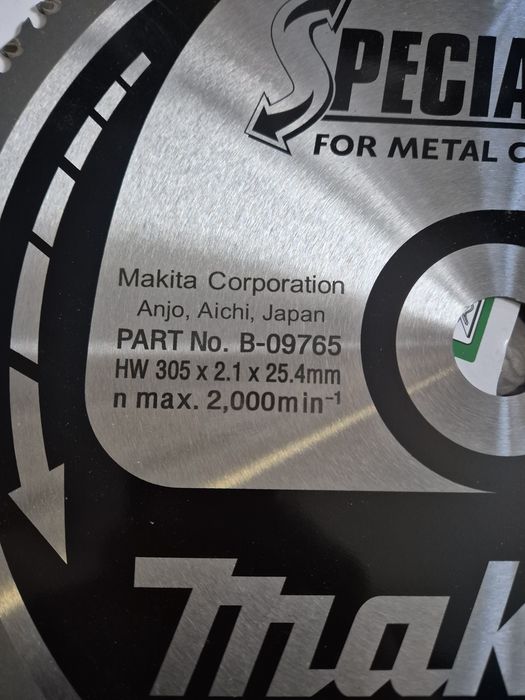 SPECIA
FOR METAL C
Makita Corporation
Anjo, Aichi, Japan
PART No. B-09765
HW 305 x 2.1 x 25.4mm
n max. 2,000min⁻¹
mak